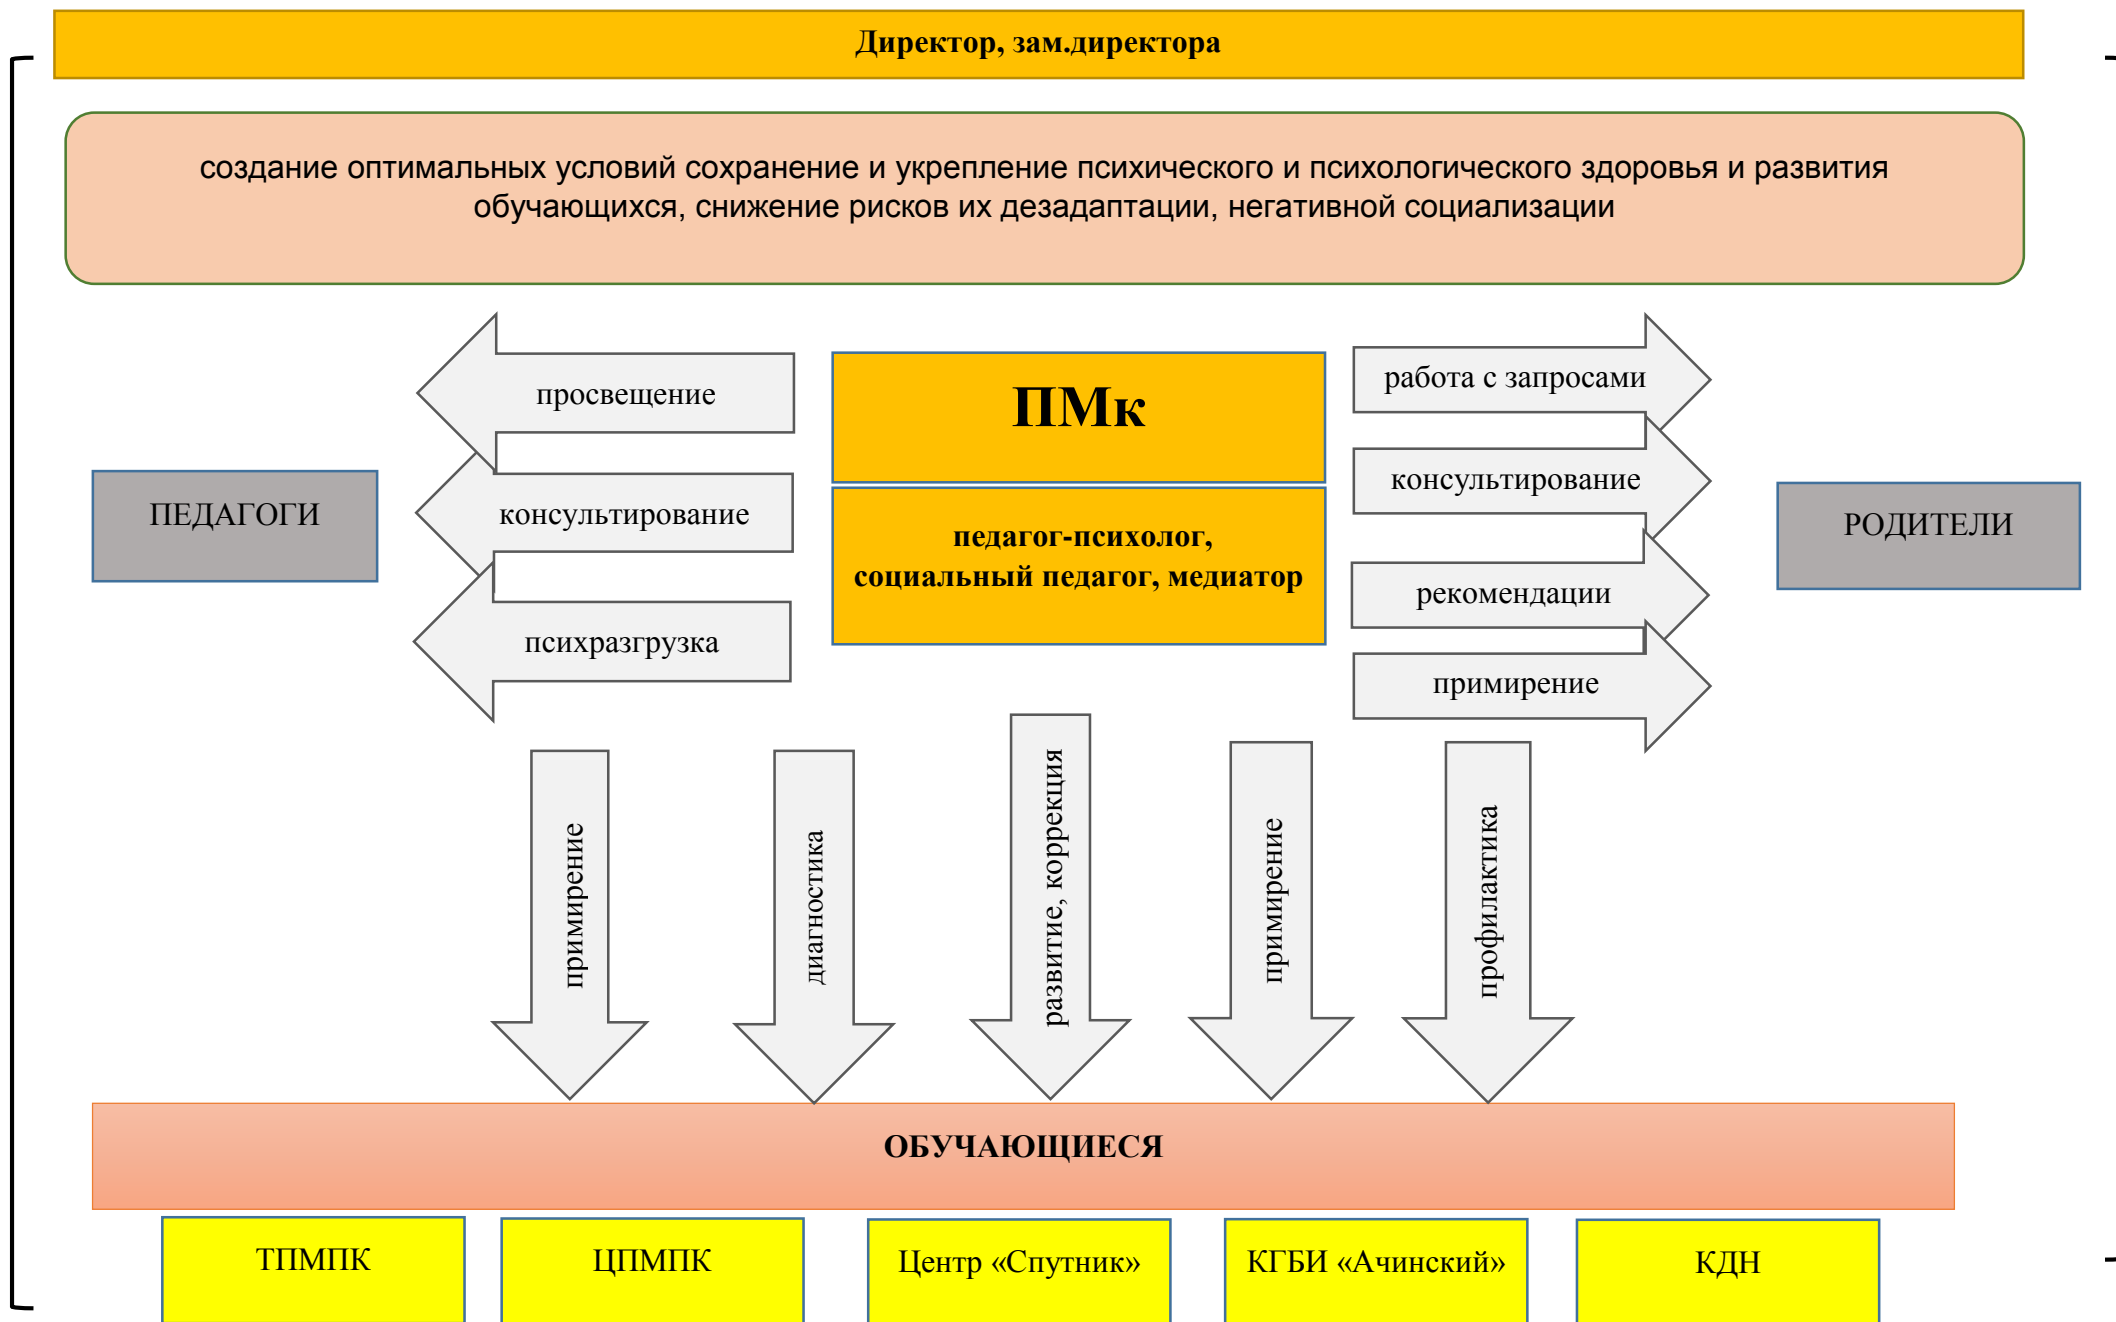 Директор, зам.директора
создание оптимальных условий сохранение и укрепление психического и психологического здоровья и развития
обучающихся, снижение рисков их дезадаптации, негативной социализации
просвещение
консультирование
психразгрузка
ПЕДАГОГИ
ПМк
педагог-психолог,
социальный педагог, медиатор
работа с запросами
консультирование
рекомендации
примирение
РОДИТЕЛИ
примирение
диагностика
развитие, коррекция
примирение
профилактика
ОБУЧАЮЩИЕСЯ
ТПМПК
ЦПМПК
Центр «Спутник»
КГБИ «Ачинский»
КДН